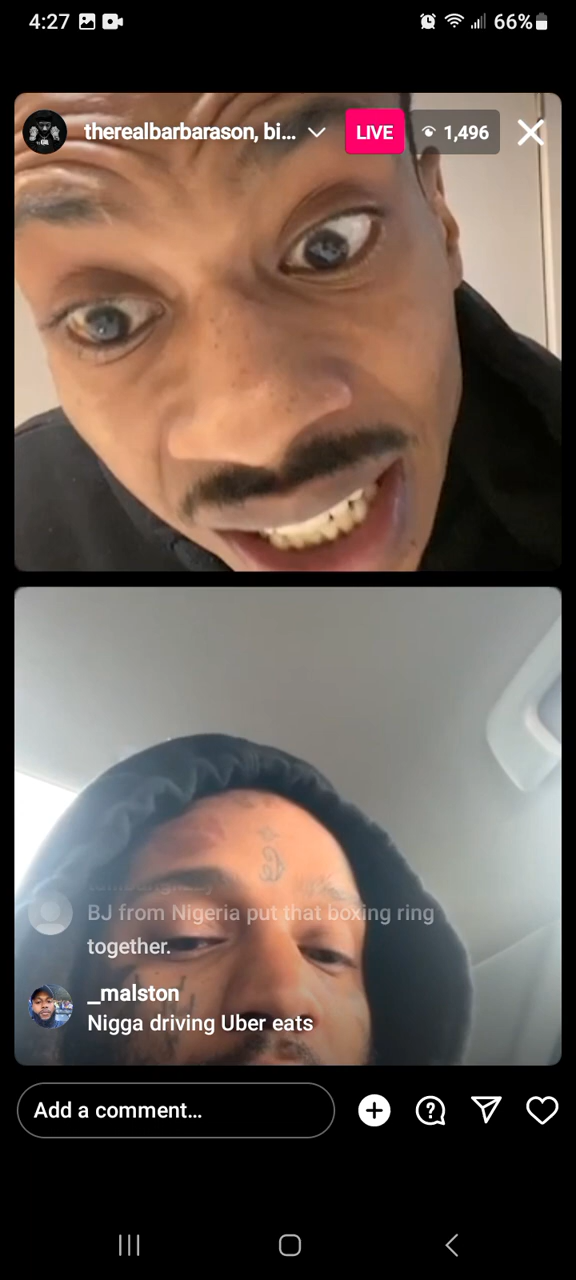 4:27
66%
therealbarbarason, bi...
LIVE
1,496
BJ from Nigeria put that boxing ring
together.
_malston
Nigga driving Uber eats
Add a comment...